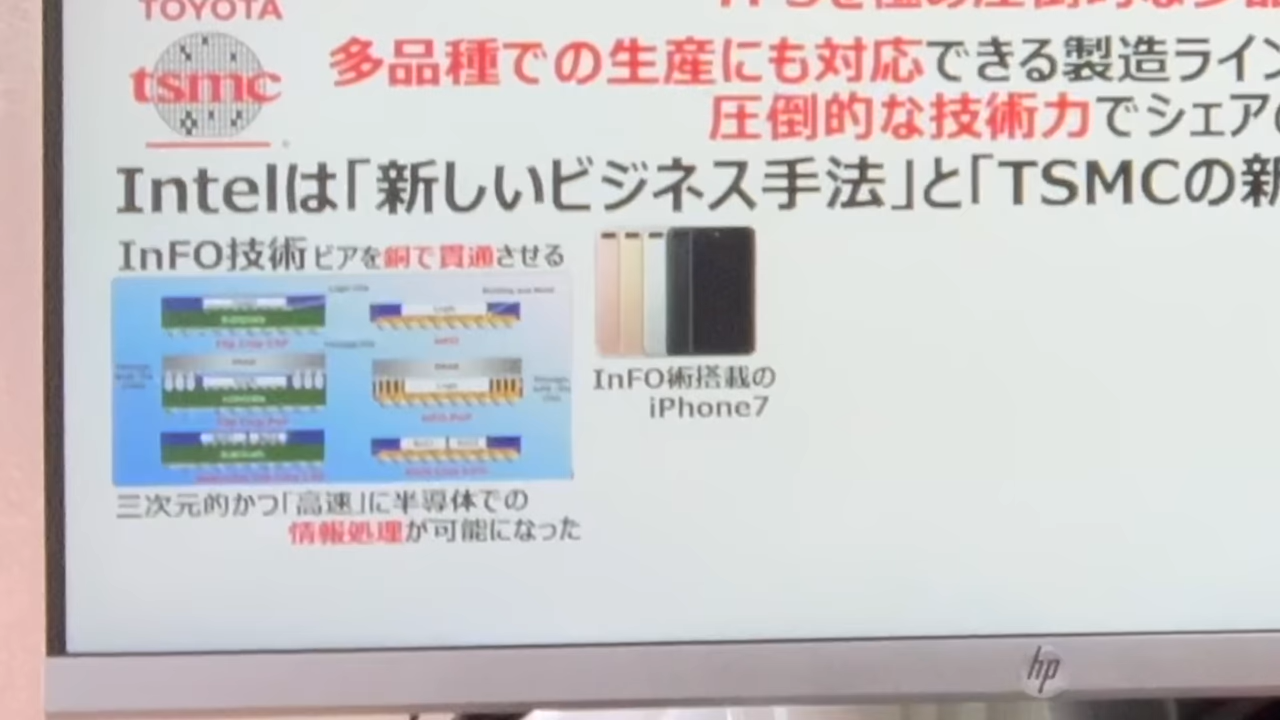 TOYOTA
tsmc
多品種での生産にも対応できる製造ライン
圧倒的な技術力でシェア
Intelは「新しいビジネス手法」と「TSMCの新
InFO技術 ビアを銅で貫通させる
InFO術搭載の
iPhone7
三次元的かつ「高速」に半導体での
情報処理が可能になった
hp